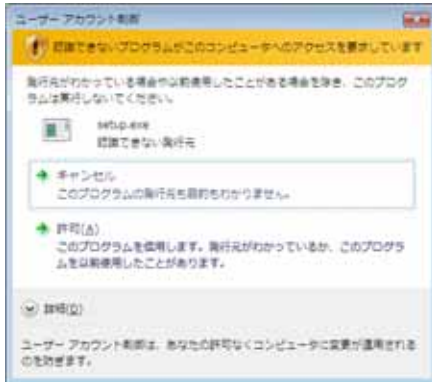 ユーザー アカウント制御
認識できないプログラムがこのコンピュータへのアクセスを要求しています
発行元がわかっている場合や以前使用したことがある場合を除き、このプログ
ラムは実行しないでください。
setup.exe
認識できない発行元
キャンセル
このプログラムの発行元も目的もわかりません。
許可(A)
このプログラムを信用します。発行元がわかっているか、このプログラ
ムを以前使用したことがあります。
詳細(D)
ユーザー アカウント制御は、あなたの許可なくコンピュータに変更が適用される
のを防ぎます。